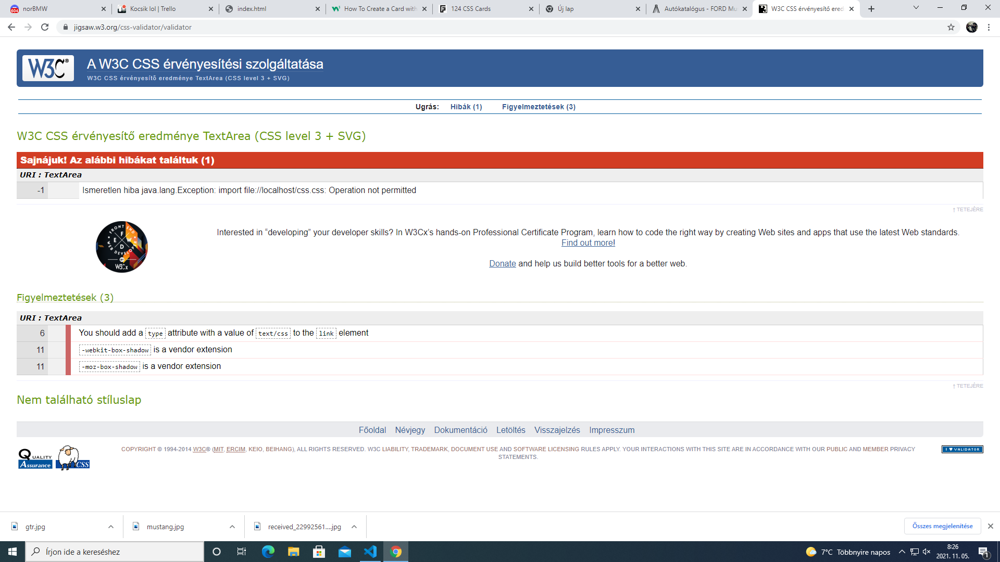 norBMW
Kocsik lol | Trello
index.html
How To Create a Card with
124 CSS Cards
Új lap
Autókatalógus - FORD Mu
W3C CSS érvényesítő ered
jigsaw.w3.org/css-validator/validator
W3C®
A W3C CSS érvényesítési szolgáltatása
W3C CSS érvényesítő eredménye TextArea (CSS level 3 + SVG)
Ugrás: Hibák (1) Figyelmeztetések (3)
W3C CSS érvényesítő eredménye TextArea (CSS level 3 + SVG)
Sajnájuk! Az alábbi hibákat találtuk (1)
URI : TextArea
-1 Ismeretlen hiba java.lang.Exception: import file://localhost/css.css: Operation not permitted
↑ TETEJÉRE
FRONT END
F E W D
WEB DEVELOPER
BY
W3Cx
Interested in “developing” your developer skills? In W3Cx’s hands-on Professional Certificate Program, learn how to code the right way by creating Web sites and apps that use the latest Web standards.
Find out more!
Donate and help us build better tools for a better web.
Figyelmeztetések (3)
URI : TextArea
6 You should add a type attribute with a value of text/css to the link element
11 -webkit-box-shadow is a vendor extension
11 -moz-box-shadow is a vendor extension
↑ TETEJÉRE
Nem található stíluslap
Főoldal Névjegy Dokumentáció Letöltés Visszajelzés Impresszum
QUALITY
Assurance
CSS
COPYRIGHT © 1994-2014 W3C® (MIT, ERCIM, KEIO, BEIHANG), ALL RIGHTS RESERVED. W3C LIABILITY, TRADEMARK, DOCUMENT USE AND SOFTWARE LICENSING RULES APPLY. YOUR INTERACTIONS WITH THIS SITE ARE IN ACCORDANCE WITH OUR PUBLIC AND MEMBER PRIVACY
STATEMENTS.
I ♥ VALIDATOR
gtr.jpg
mustang.jpg
received_22992561....jpg
Összes megjelenítése
Írjon ide a kereséshez
7°C Többnyire napos
8:26
2021. 11. 05.
1